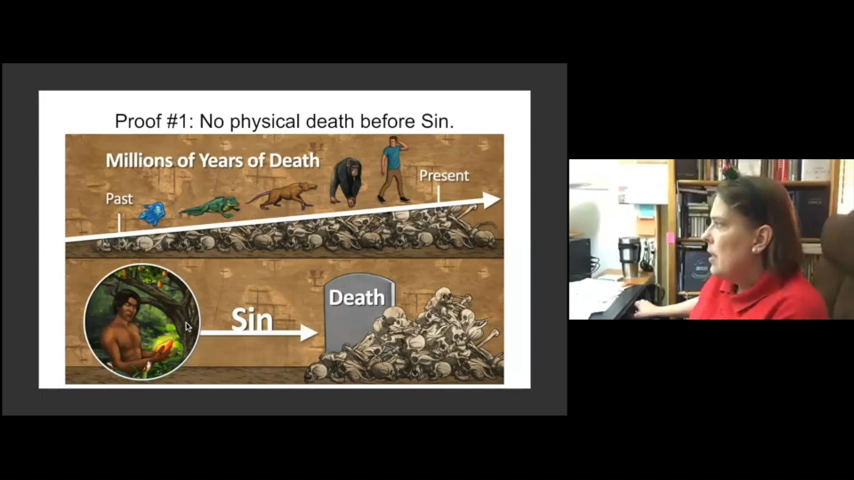 Proof #1: No physical death before Sin.
Millions of Years of Death
Present
Past
Sin
Death